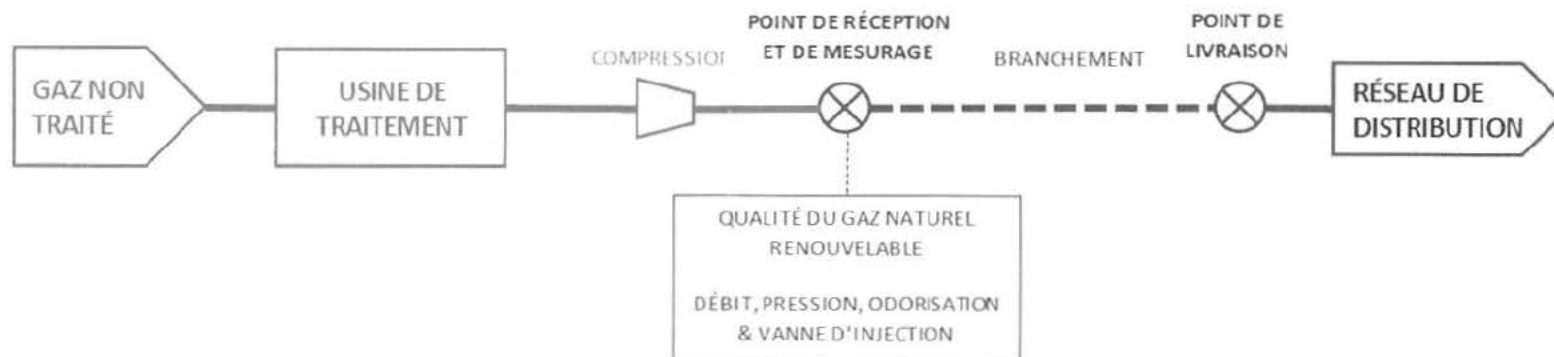 GAZ NON
TRAITÉ
USINE DE
TRAITEMENT
COMPRESSION
POINT DE RÉCEPTION
ET DE MESURAGE
BRANCHEMENT
POINT DE
LIVRAISON
RÉSEAU DE
DISTRIBUTION
QUALITÉ DU GAZ NATUREL
RENOUVELABLE
DÉBIT, PRESSION, ODORISATION
& VANNE D'INJECTION